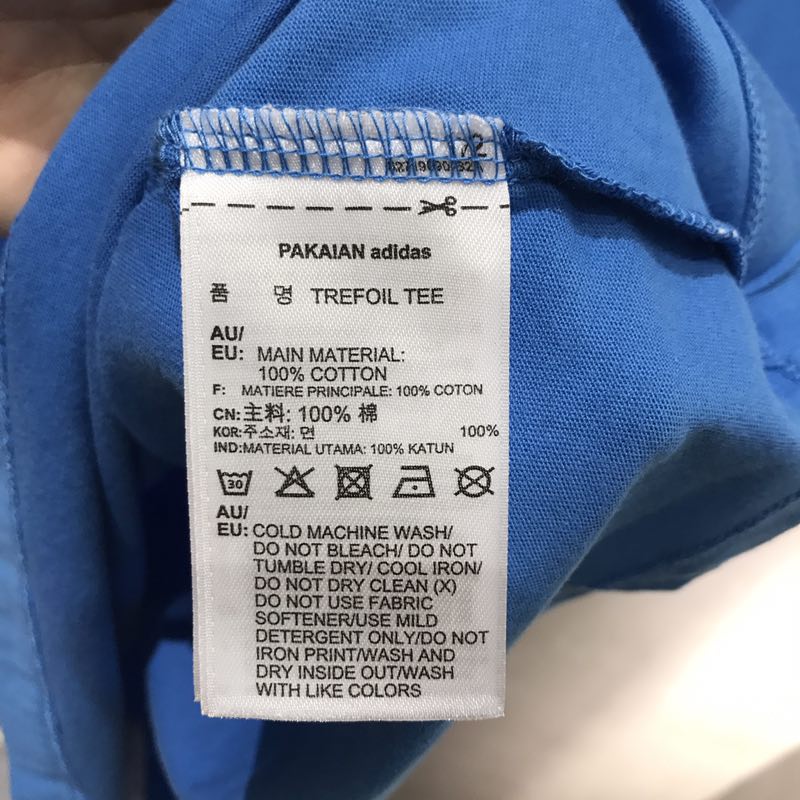 72
PAKAIAN adidas
품 명 TREFOIL TEE
AU/
EU: MAIN MATERIAL:
100% COTTON
F: MATIERE PRINCIPALE: 100% COTON
CN:主料: 100% 棉
KOR:주소재: 면 100%
IND:MATERIAL UTAMA: 100% KATUN
30
AU/
EU: COLD MACHINE WASH/
DO NOT BLEACH/ DO NOT
TUMBLE DRY/ COOL IRON/
DO NOT DRY CLEAN (X)
DO NOT USE FABRIC
SOFTENER/USE MILD
DETERGENT ONLY/DO NOT
IRON PRINT/WASH AND
DRY INSIDE OUT/WASH
WITH LIKE COLORS